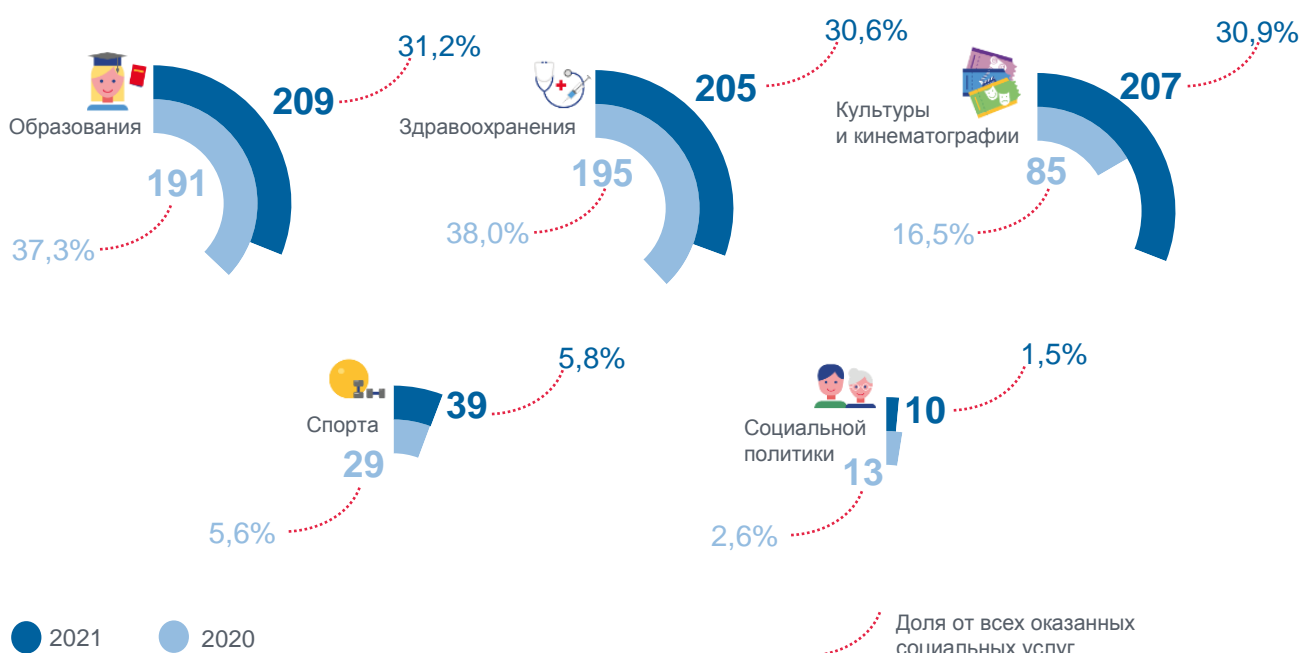 31,2%
209
Образования
191
37,3%
30,6%
205
Здравоохранения
195
38,0%
30,9%
207
Культуры
и кинематографии
85
16,5%
5,8%
39
Спорта
29
5,6%
1,5%
10
Социальной
политики
13
2,6%
2021
2020
Доля от всех оказанных
социальных услуг